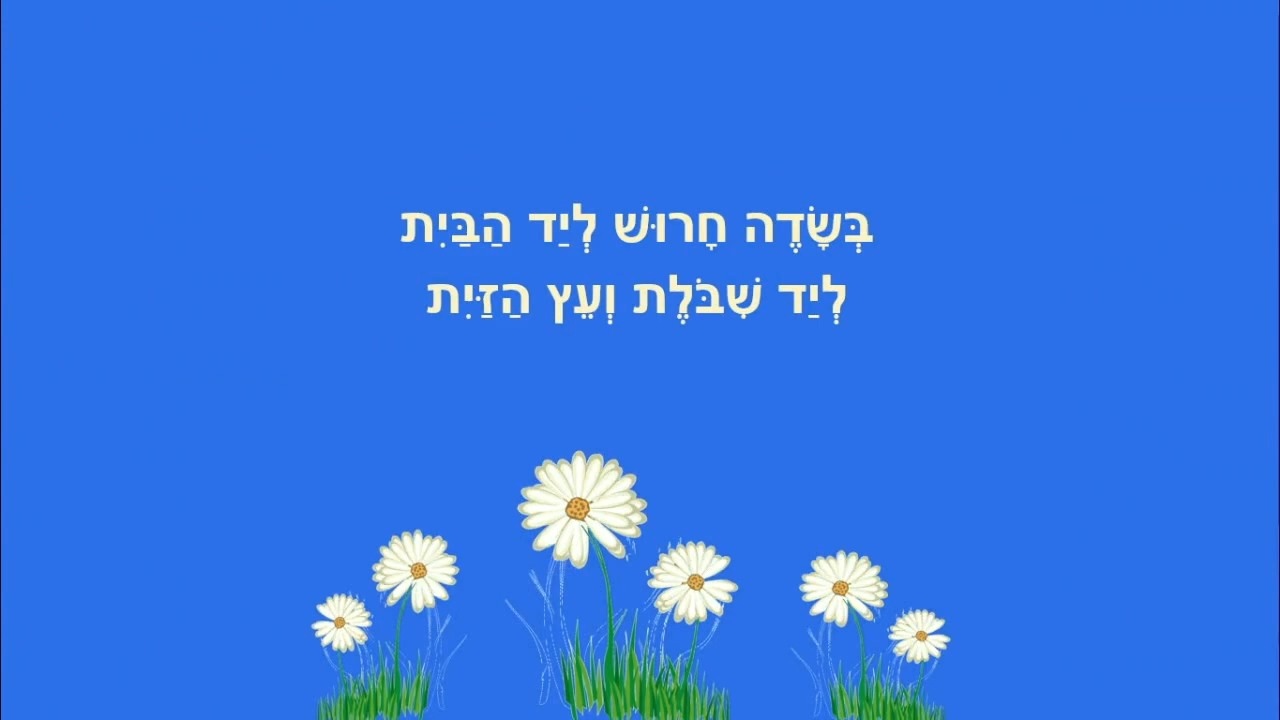 בְּשָׂדֶה חָרוּשׁ לְיַד הַבַּיִת
לְיַד שִׁבֹּלֶת וְעֵץ הַזַּיִת